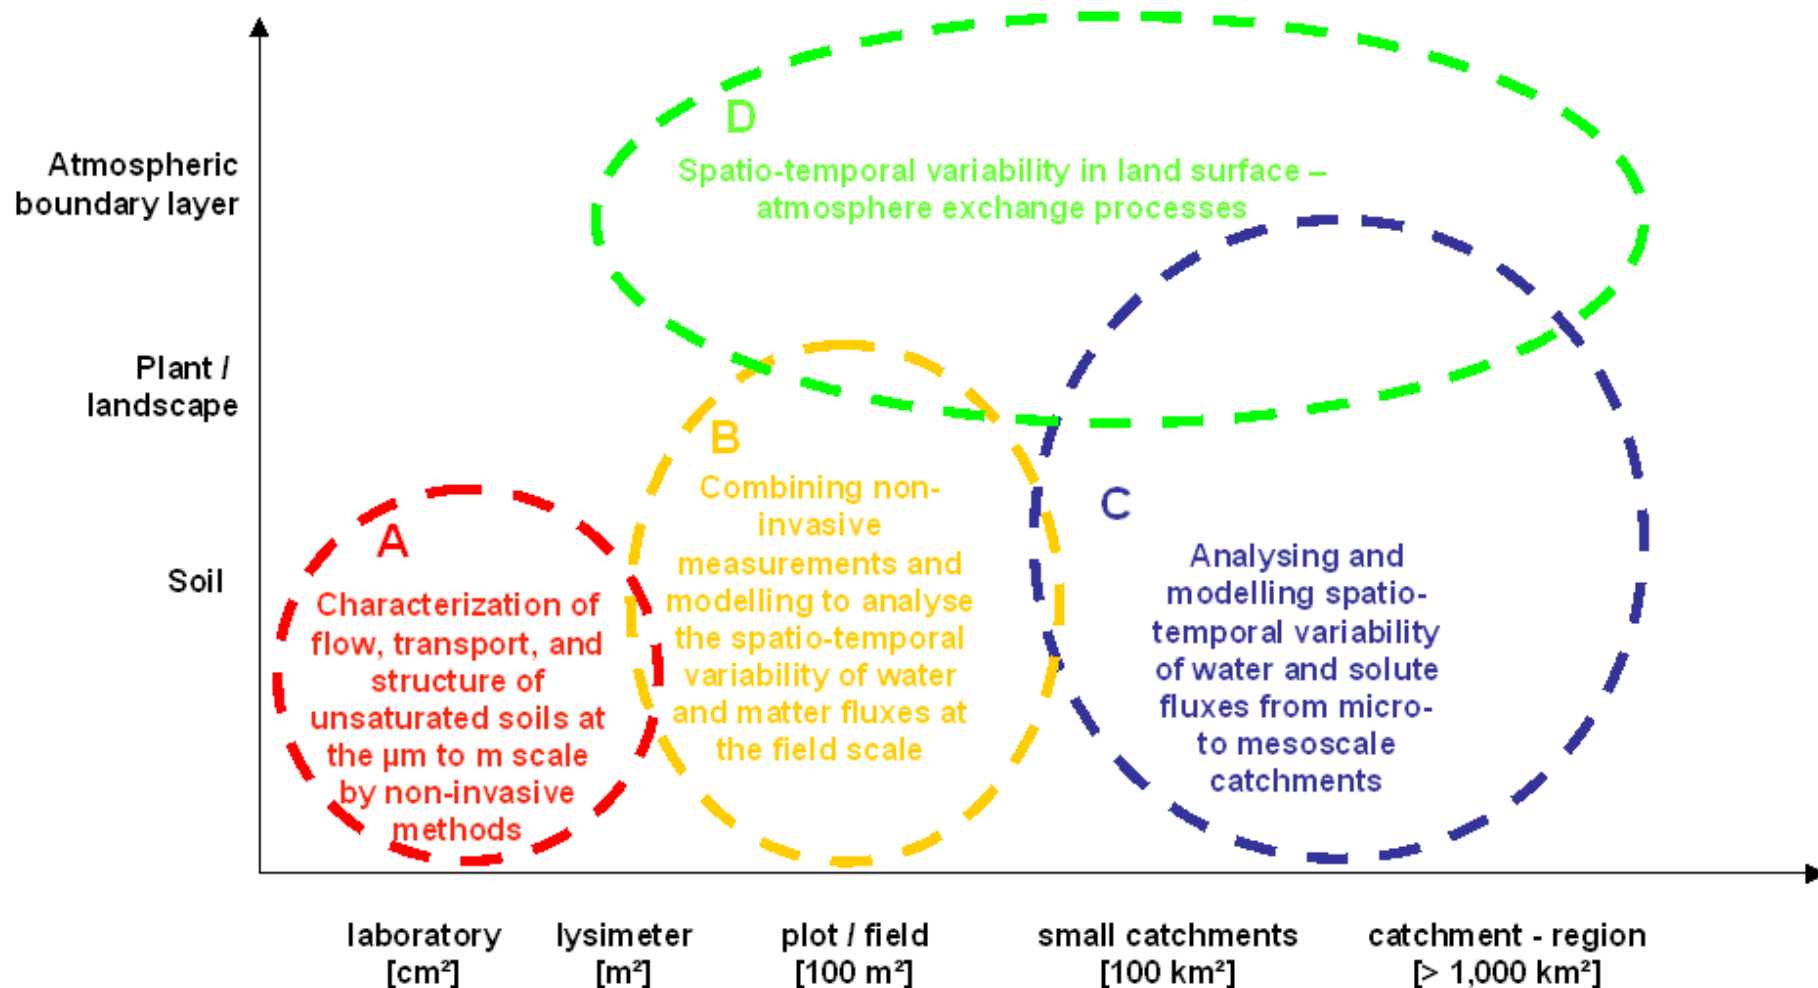 D
Spatio-temporal variability in land surface –
atmosphere exchange processes
Atmospheric
boundary layer
Plant /
landscape
Soil
A
Characterization of
flow, transport, and
structure of
unsaturated soils at
the µm to m scale
by non-invasive
methods
B
Combining non-
invasive
measurements and
modelling to analyse
the spatio-temporal
variability of water
and matter fluxes at
the field scale
C
Analysing and
modelling spatio-
temporal variability
of water and solute
fluxes from micro-
to mesoscale
catchments
laboratory
[cm²]
lysimeter
[m²]
plot / field
[100 m²]
small catchments
[100 km²]
catchment - region
[> 1,000 km²]